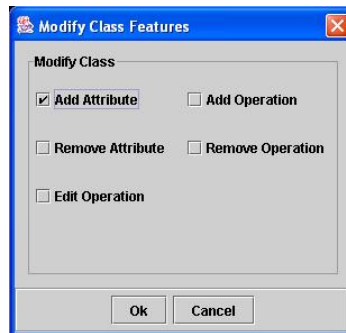 Modify Class Features
Modify Class
Add Attribute Add Operation
Remove Attribute Remove Operation
Edit Operation
Ok Cancel